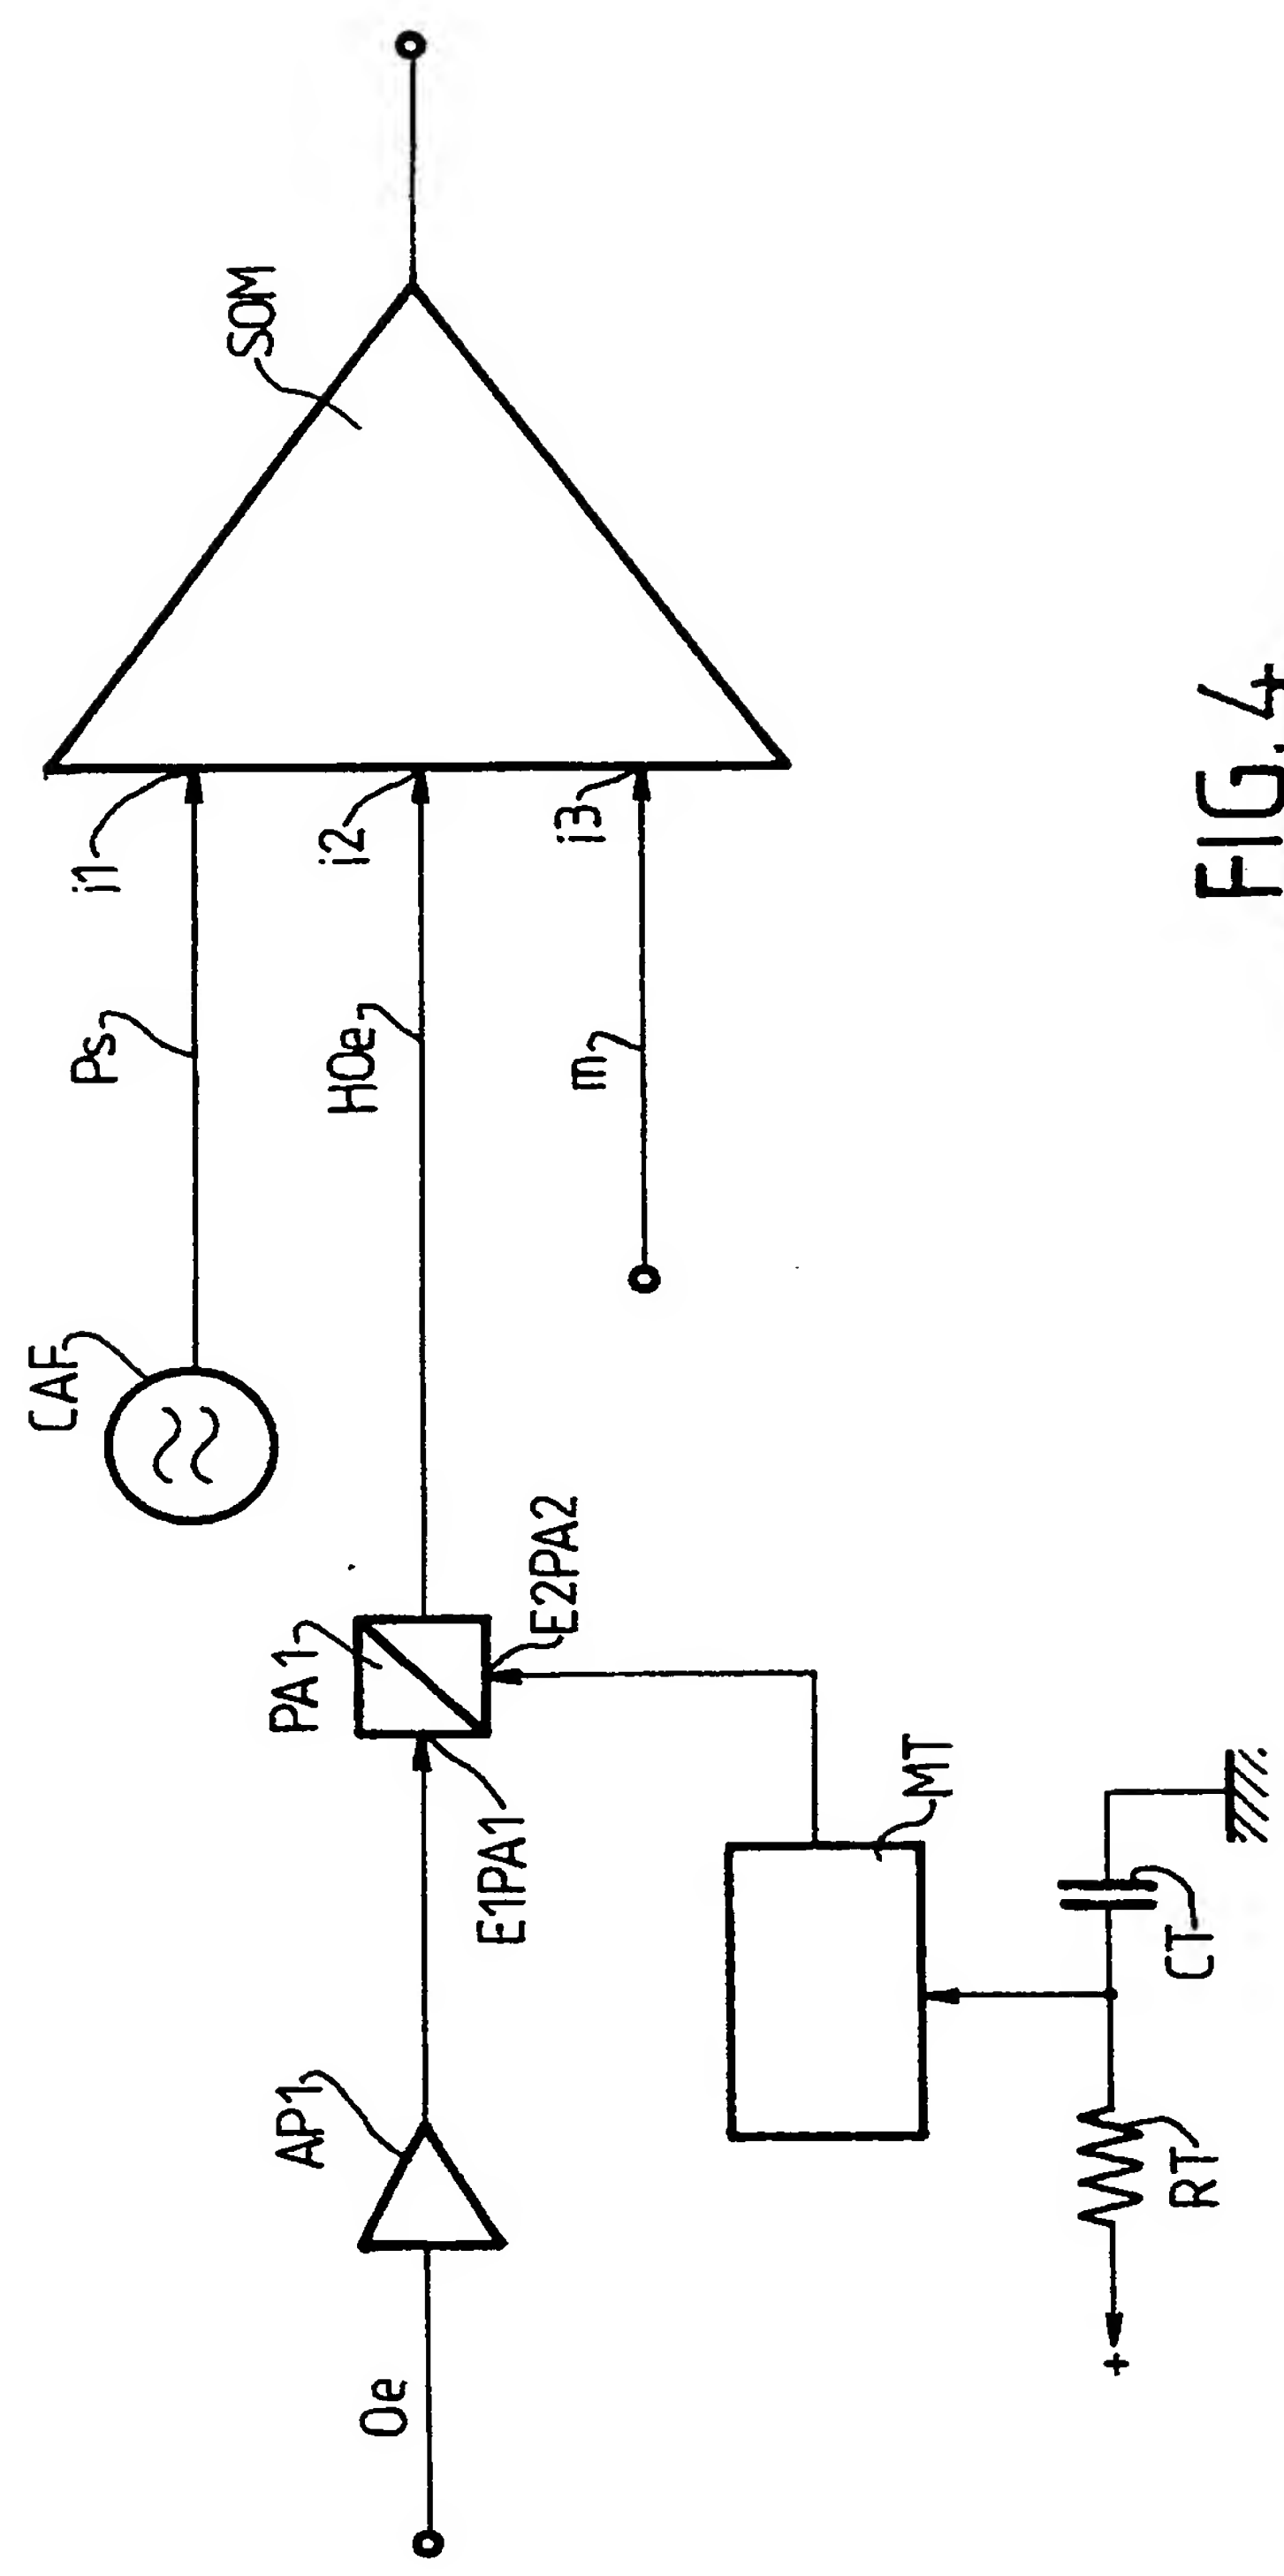 SOM
i1
i2
i3
Ps
HOe
m
CAF
PA1
E2PA2
E1PA1
MT
AP1
CT
RT
Oe
+
FIG. 4